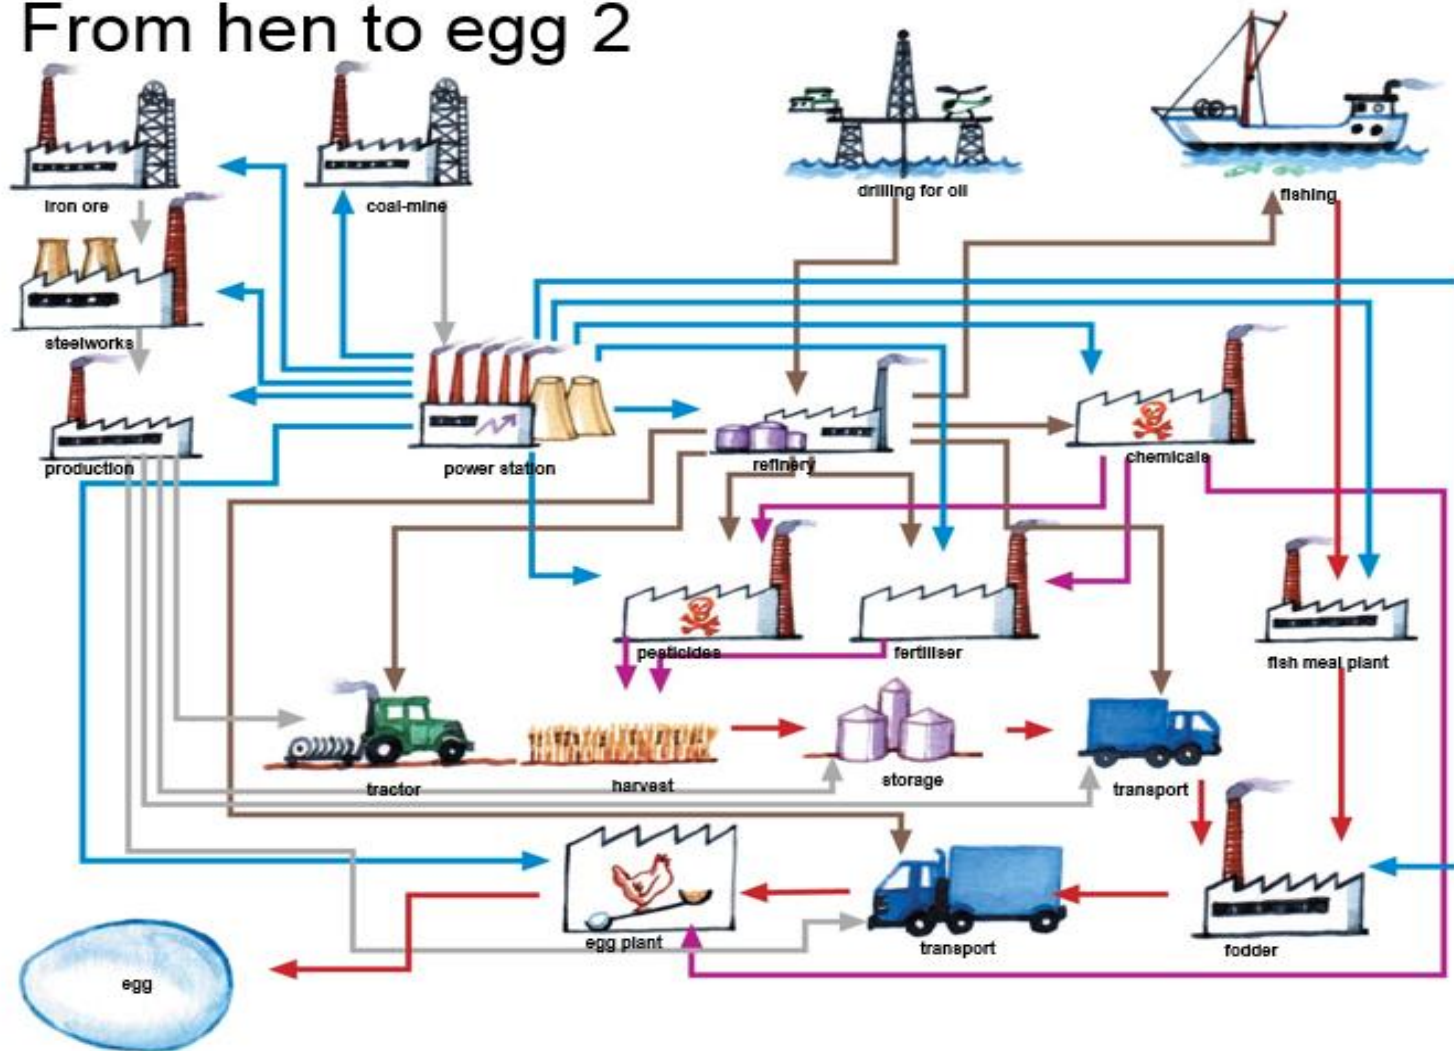 From hen to egg 2
iron ore
coal-mine
drilling for oil
fishing
steelworks
production
power station
refinery
chemicals
pesticides
fertiliser
fish meal plant
tractor
harvest
storage
transport
egg plant
transport
fodder
egg